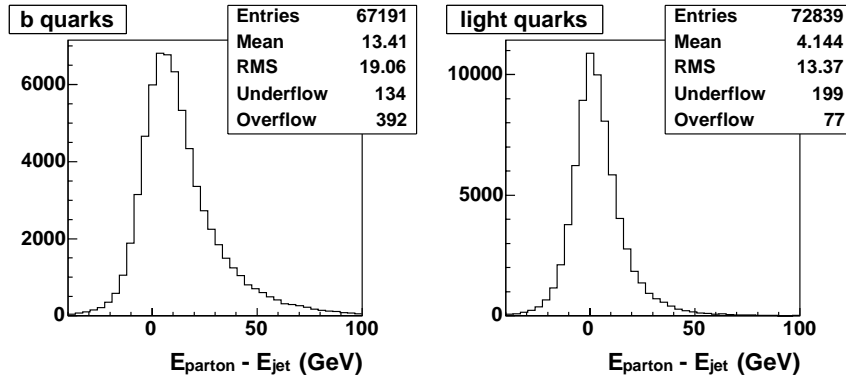 b quarks
Entries 67191
Mean 13.41
RMS 19.06
Underflow 134
Overflow 392
6000
4000
2000
0
0 50 100
Eparton - Ejet (GeV)
light quarks
Entries 72839
Mean 4.144
RMS 13.37
Underflow 199
Overflow 77
10000
5000
0
0 50 100
Eparton - Ejet (GeV)